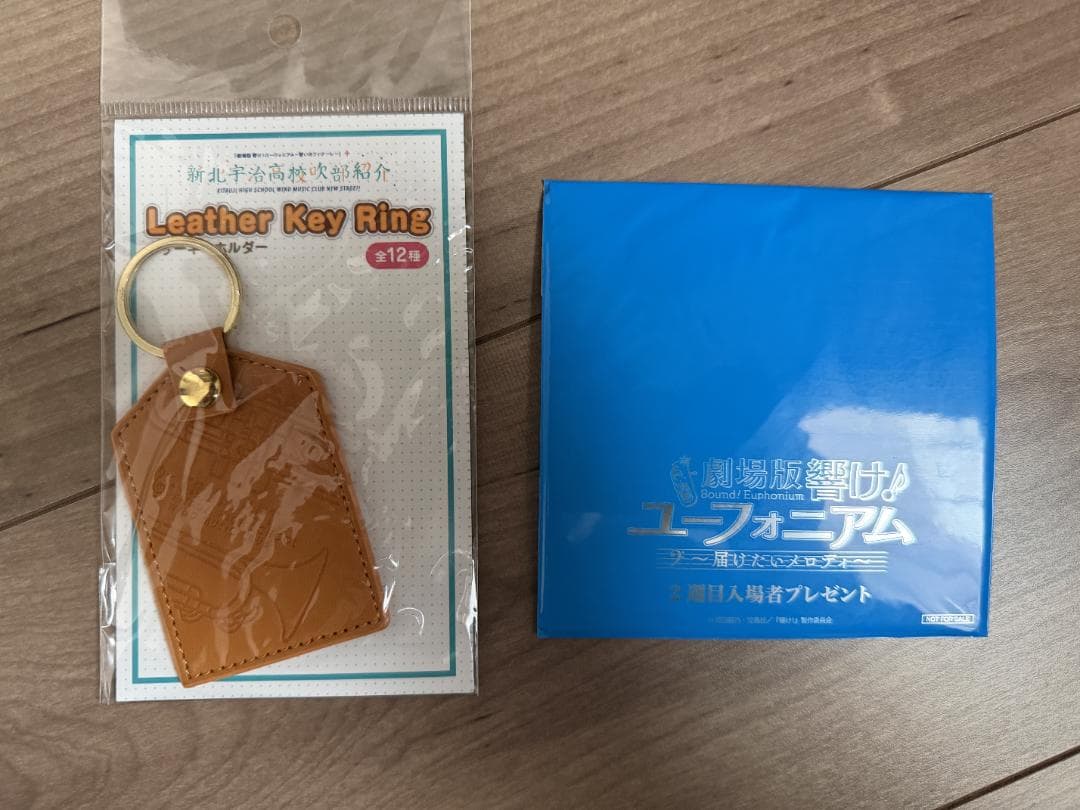 新北宇治高校吹部紹介
KITAUJI HIGH SCHOOL WIND MUSIC CLUB NEW
Leather Key Ring
ホルダー
全12種
劇場版 響け!
Sound! Euphonium
ユーフォニアム
～届けたいメロディ～
2週目入場者プレゼント
NOT FOR SALE